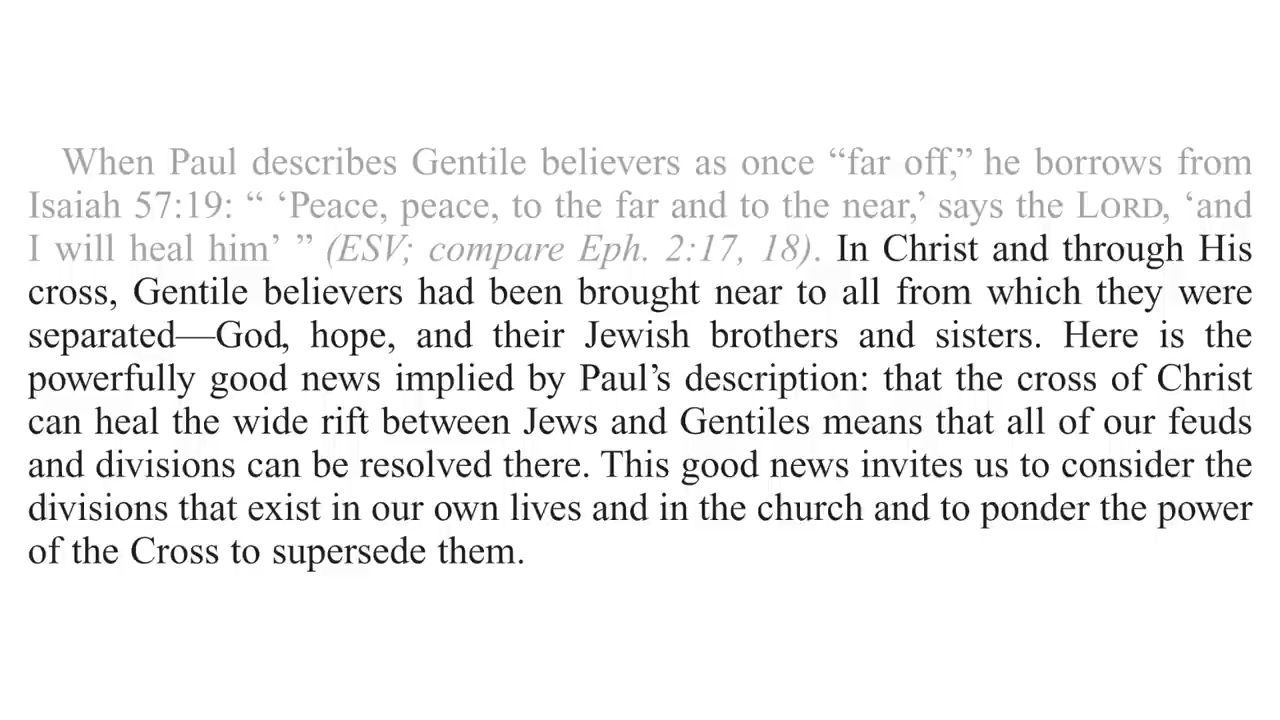 When Paul describes Gentile believers as once “far off,” he borrows from
Isaiah 57:19: “ ‘Peace, peace, to the far and to the near,’ says the LORD, ‘and
I will heal him’ ” (ESV; compare Eph. 2:17, 18). In Christ and through His
cross, Gentile believers had been brought near to all from which they were
separated—God, hope, and their Jewish brothers and sisters. Here is the
powerfully good news implied by Paul’s description: that the cross of Christ
can heal the wide rift between Jews and Gentiles means that all of our feuds
and divisions can be resolved there. This good news invites us to consider the
divisions that exist in our own lives and in the church and to ponder the power
of the Cross to supersede them.